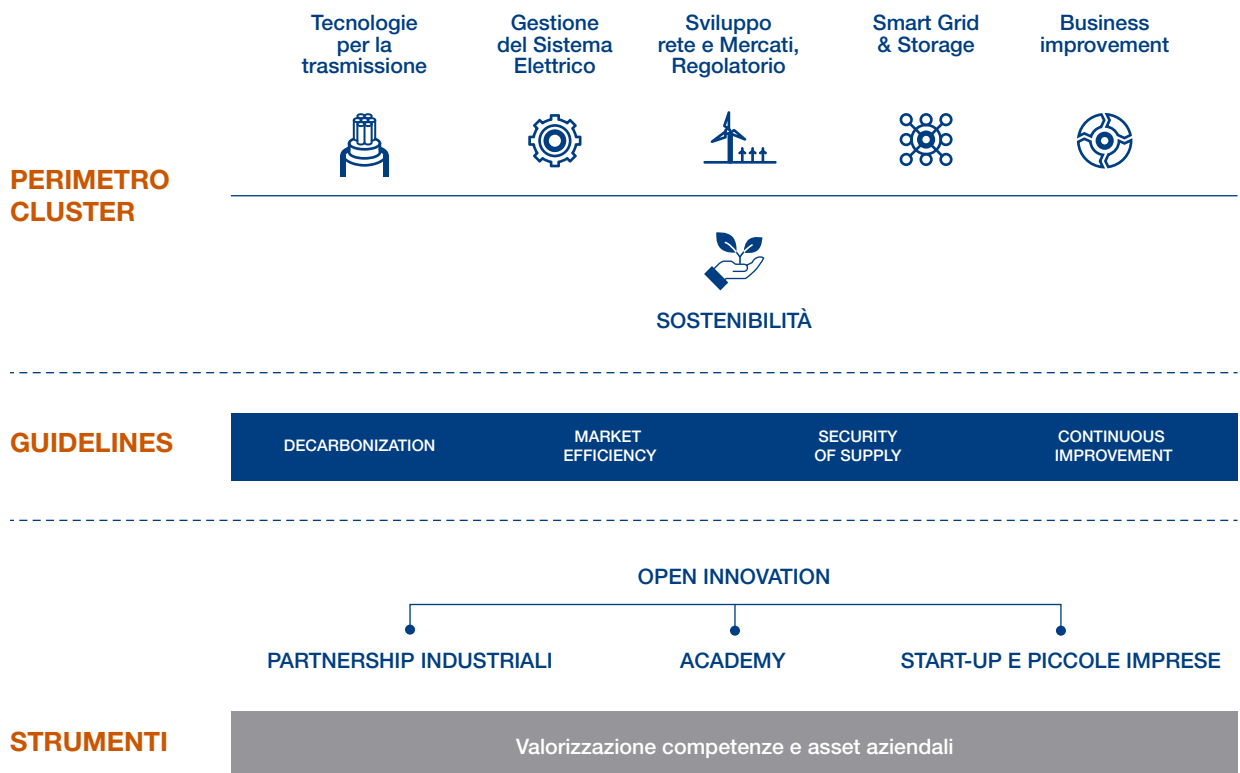 Tecnologie
per la
trasmissione
Gestione
del Sistema
Elettrico
Sviluppo
rete e Mercati,
Regolatorio
Smart Grid
& Storage
Business
improvement
PERIMETRO
CLUSTER
SOSTENIBILITÀ
GUIDELINES
DECARBONIZATION
MARKET
EFFICIENCY
SECURITY
OF SUPPLY
CONTINUOUS
IMPROVEMENT
OPEN INNOVATION
PARTNERSHIP INDUSTRIALI
ACADEMY
START-UP E PICCOLE IMPRESE
STRUMENTI
Valorizzazione competenze e asset aziendali